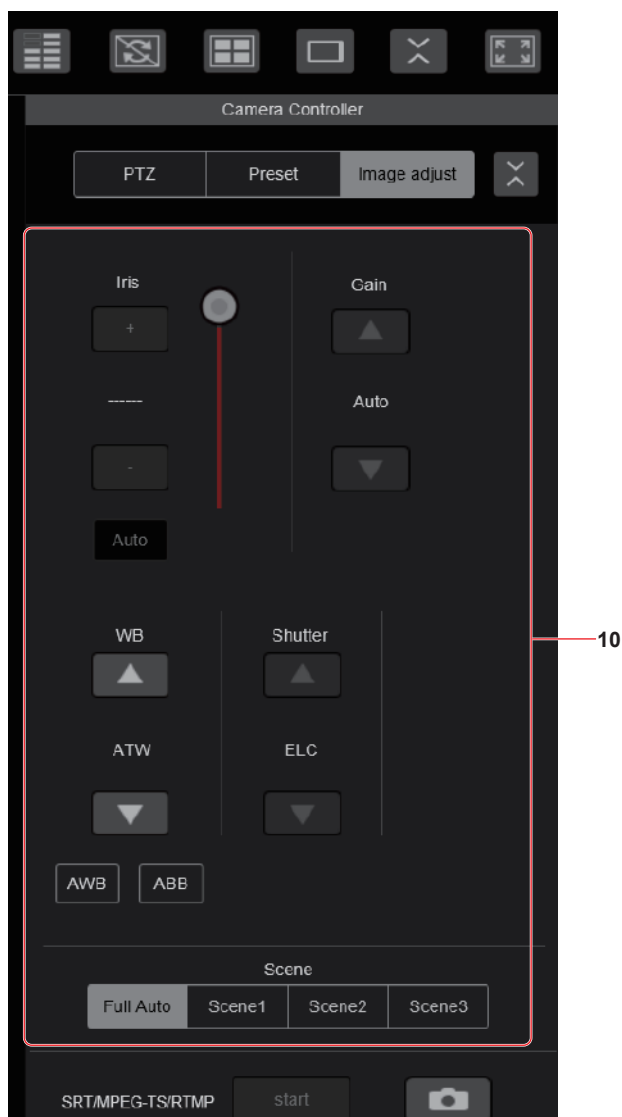 Camera Controller
PTZ Preset Image adjust
Iris Gain
+
------ Auto
-
Auto
10
WB Shutter
ATW ELC
AWB ABB
Scene
Full Auto Scene1 Scene2 Scene3
SRT/MPEG-TS/RTMP start